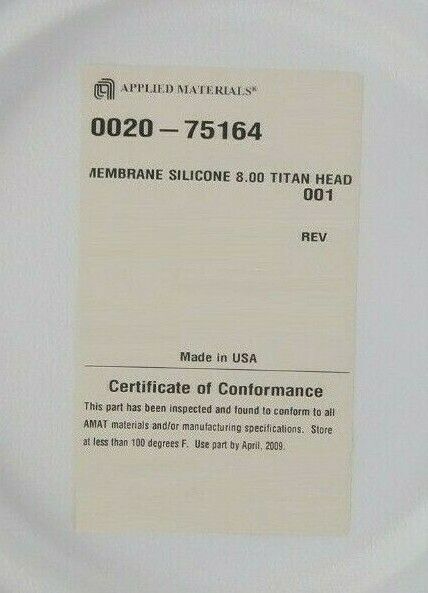 APPLIED MATERIALS®
0020-75164
MEMBRANE SILICONE 8.00 TITAN HEAD
001
REV
Made in USA
Certificate of Conformance
This part has been inspected and found to conform to all
AMAT materials and/or manufacturing specifications. Store
at less than 100 degrees F. Use part by April, 2009.